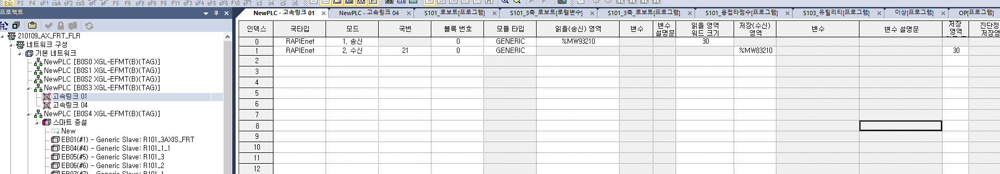 Esc F3 F4 sF1 sF2 F5 F6 sF8 sF9 F9 F11 csA csS aR aF aT F10 sF7 sF3 sF4 sF5 sF6 F10 sF7
프로젝트
210109_AX_FRT_FLR
네트워크 구성
기본 네트워크
NewPLC [B0S0 XGL-EFMT(B)(TAG)]
NewPLC [B0S1 XGL-EFMT(B)(TAG)]
NewPLC [B0S2 XGL-EFMT(B)(TAG)]
NewPLC [B0S3 XGL-EFMT(B)(TAG)]
고속링크 01
고속링크 04
NewPLC [B0S4 XGL-EFMT(B)(TAG)]
스마트 증설
New
EB01(#1) - Generic Slave: R101_3AXIS_FRT
EB04(#4) - Generic Slave: R101_1_1
EB05(#5) - Generic Slave: R101_3
EB06(#6) - Generic Slave: R101_2
EB07(#7) - Generic Slave: R101_1
NewPLC - 고속링크 01
NewPLC - 고속링크 04
S101_로보트[프로그램]
S101_3축_로보트[로컬변수]
S101_3축_로보트[프로그램]
S101_용접타점수[프로그램]
S103_유틸리티[프로그램]
이상[프로그램]
OP[프로그램]
인덱스 국타입 모드 국번 블록 번호 모듈 타입 읽을(송신) 영역 변수 변수 설명문 읽을 영역 워드 크기 저장(수신) 영역 변수 변수 설명문 저장 영역 진단정 저장영
0 RAPIEnet 1. 송신 0 GENERIC %MW93210 30
1 RAPIEnet 2. 수신 21 0 GENERIC %MW83210 30
2
3
4
5
6
7
8
9
10
11
12